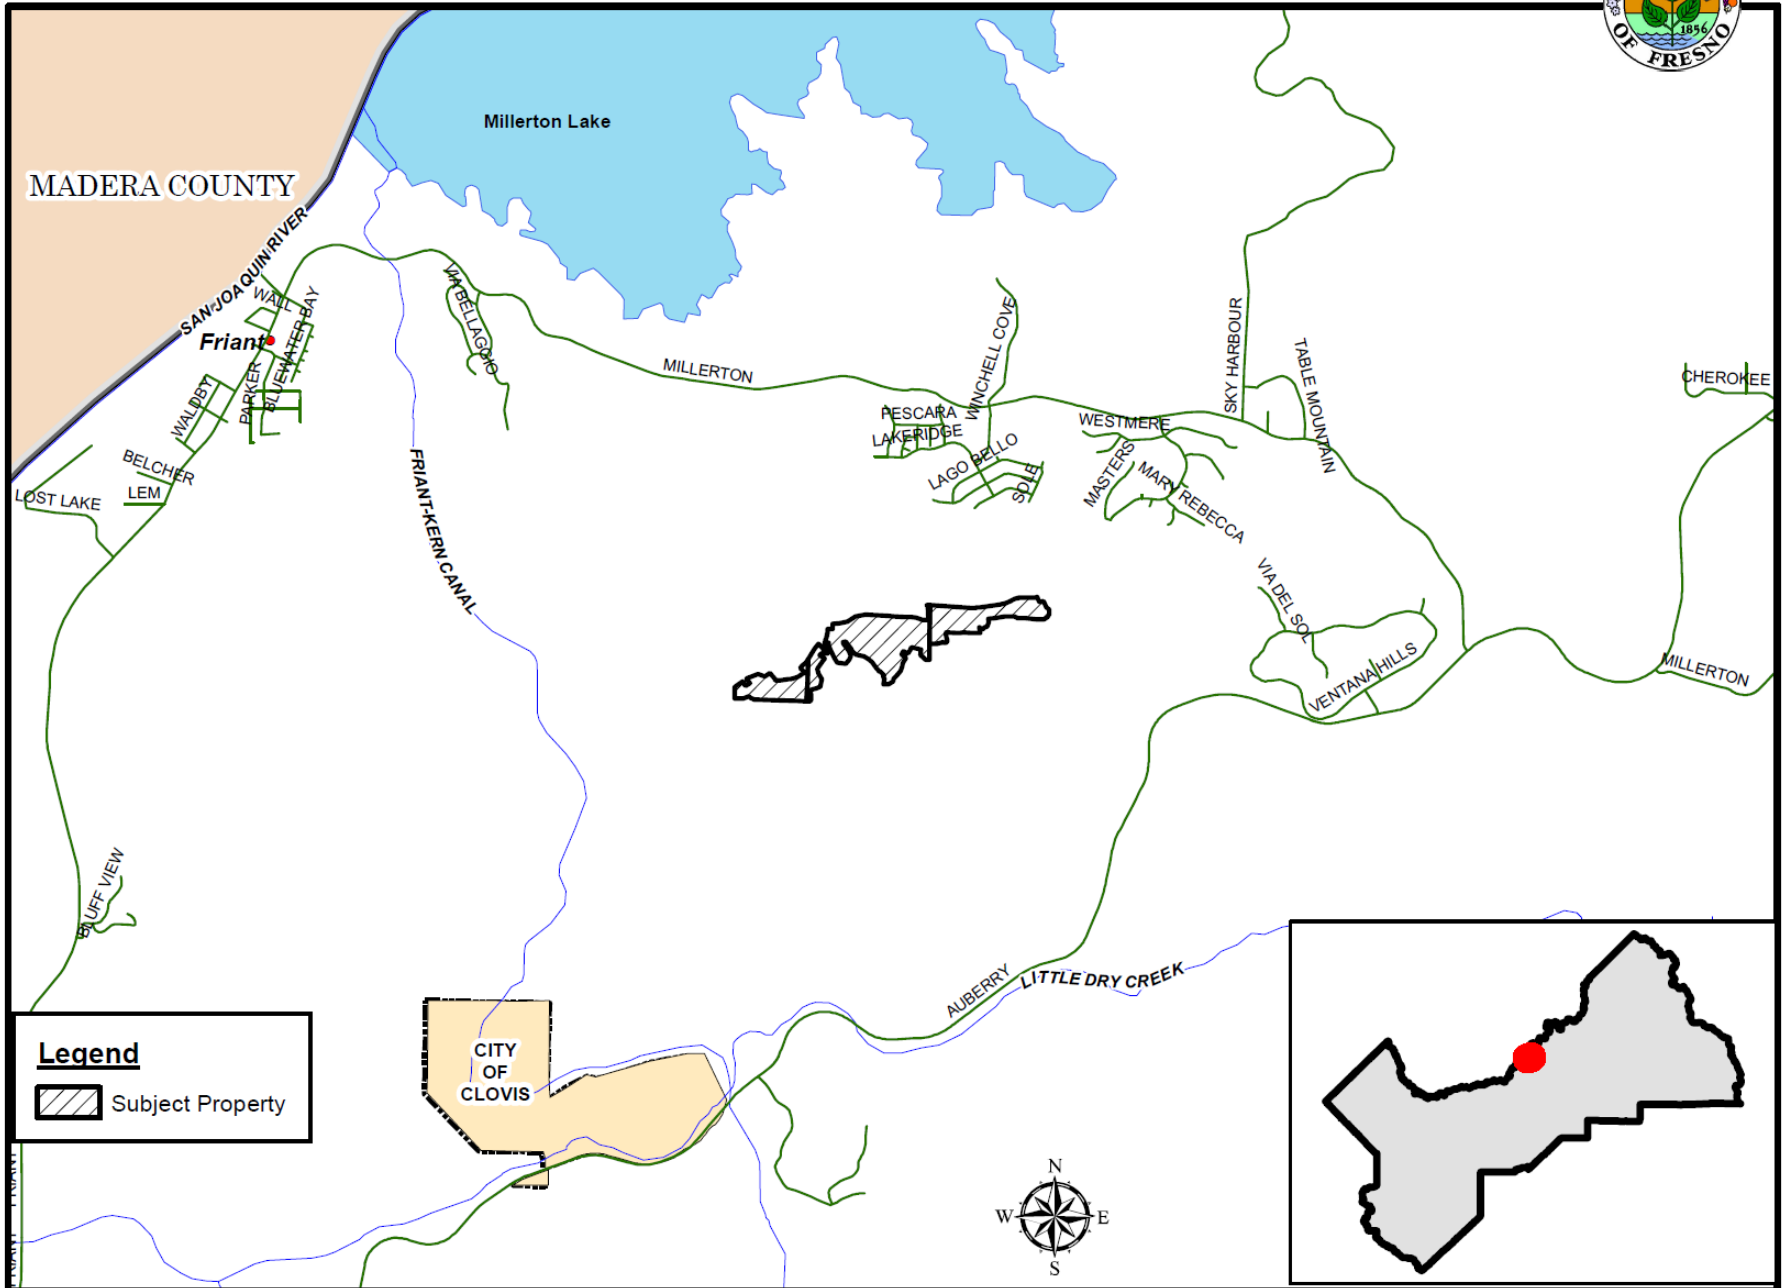 1856
OF FRESNO
Millerton Lake
MADERA COUNTY
SAN JOAQUIN RIVER
WALL
BLUEWATER BAY
Friant
PARKER
WALDBY
BELCHER
LEM
LOST LAKE
VIA BELLAGGIO
MILLERTON
FRIANT-KERN CANAL
WINCHELL COVE
PESCARA
LAKERIDGE
LAGO BELLO
SOLE
SKY HARBOUR
TABLE MOUNTAIN
WESTMERE
MASTERS
MARY REBECCA
CHEROKEE
VIA DEL SOL
VENTANA HILLS
MILLERTON
BLUFF VIEW
AUBERRY
LITTLE DRY CREEK
CITY
OF
CLOVIS
Legend
Subject Property
FRIANT
FRIANT
N
W
E
S